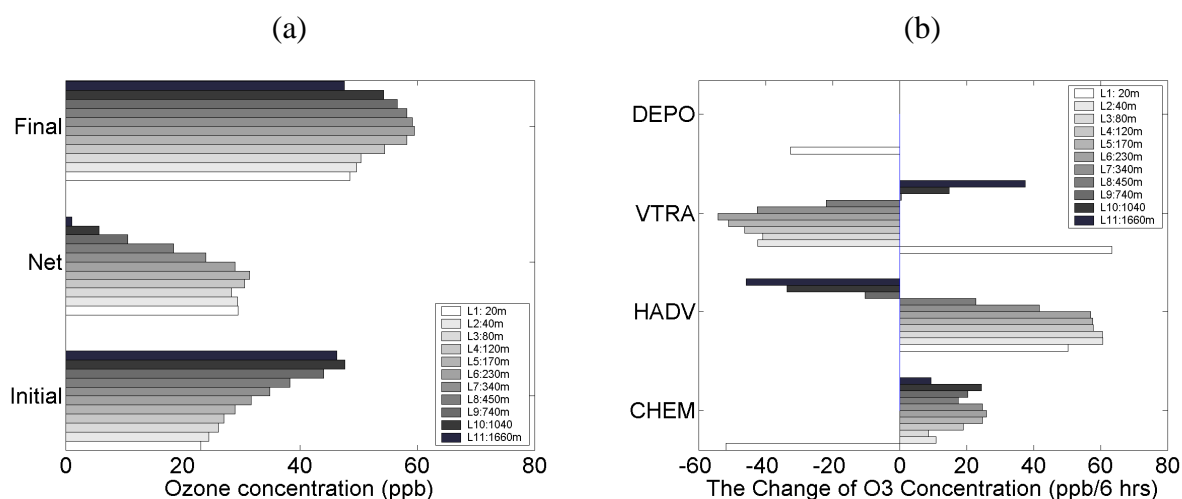 (a)
Final
Net
Initial
L1: 20m
L2:40m
L3:80m
L4:120m
L5:170m
L6:230m
L7:340m
L8:450m
L9:740m
L10:1040
L11:1660m
0 20 40 60 80
Ozone concentration (ppb)
(b)
L1: 20m
L2:40m
L3:80m
L4:120m
L5:170m
L6:230m
L7:340m
L8:450m
L9:740m
L10:1040
L11:1660m
DEPO
VTRA
HADV
CHEM
-60 -40 -20 0 20 40 60 80
The Change of O3 Concentration (ppb/6 hrs)